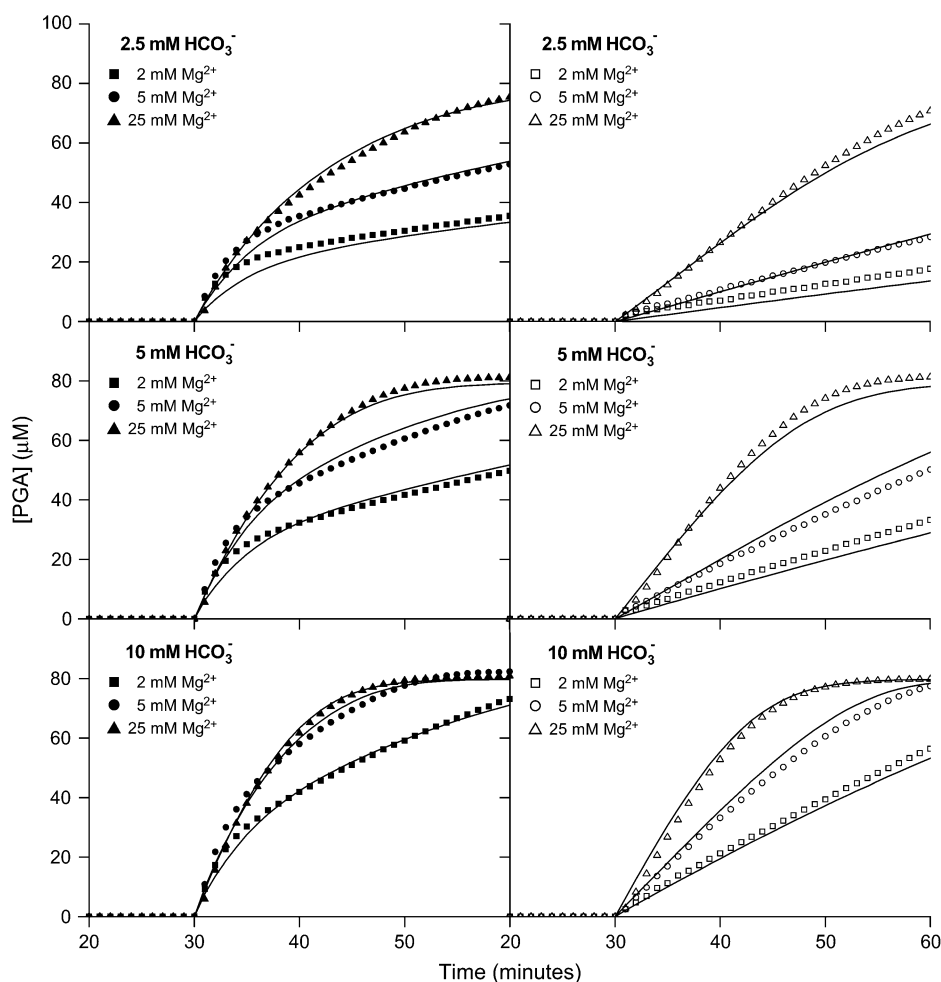 100
80
60
40
20
0
2.5 mM HCO₃⁻
2 mM Mg²⁺
5 mM Mg²⁺
25 mM Mg²⁺
2.5 mM HCO₃⁻
2 mM Mg²⁺
5 mM Mg²⁺
25 mM Mg²⁺
80
60
40
20
0
5 mM HCO₃⁻
2 mM Mg²⁺
5 mM Mg²⁺
25 mM Mg²⁺
5 mM HCO₃⁻
2 mM Mg²⁺
5 mM Mg²⁺
25 mM Mg²⁺
[PGA] (μM)
80
60
40
20
0
10 mM HCO₃⁻
2 mM Mg²⁺
5 mM Mg²⁺
25 mM Mg²⁺
10 mM HCO₃⁻
2 mM Mg²⁺
5 mM Mg²⁺
25 mM Mg²⁺
20 30 40 50 20 30 40 50 60
Time (minutes)